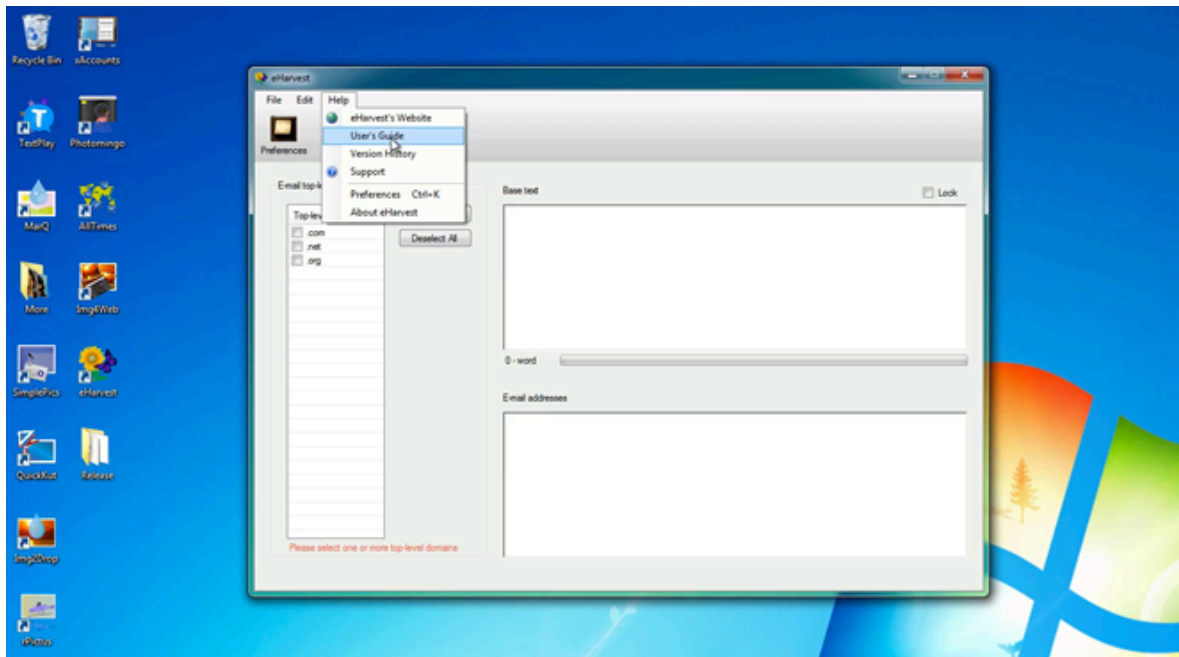 Recycle Bin
xAccounts
TextPlay
Photomingo
MarQ
AllTimes
More
Img4Web
SimplePics
eHarvest
QuickKut
Release
Img2Drop
eHarvest
File Edit Help
Preferences
eHarvest's Website
User's Guide
Version History
Support
Preferences Ctrl+K
About eHarvest
E-mail top-l
Top-lev
.com
.net
.org
Deselect All
Please select one or more top-level domains
Base text
Lock
0 - word
E-mail addresses